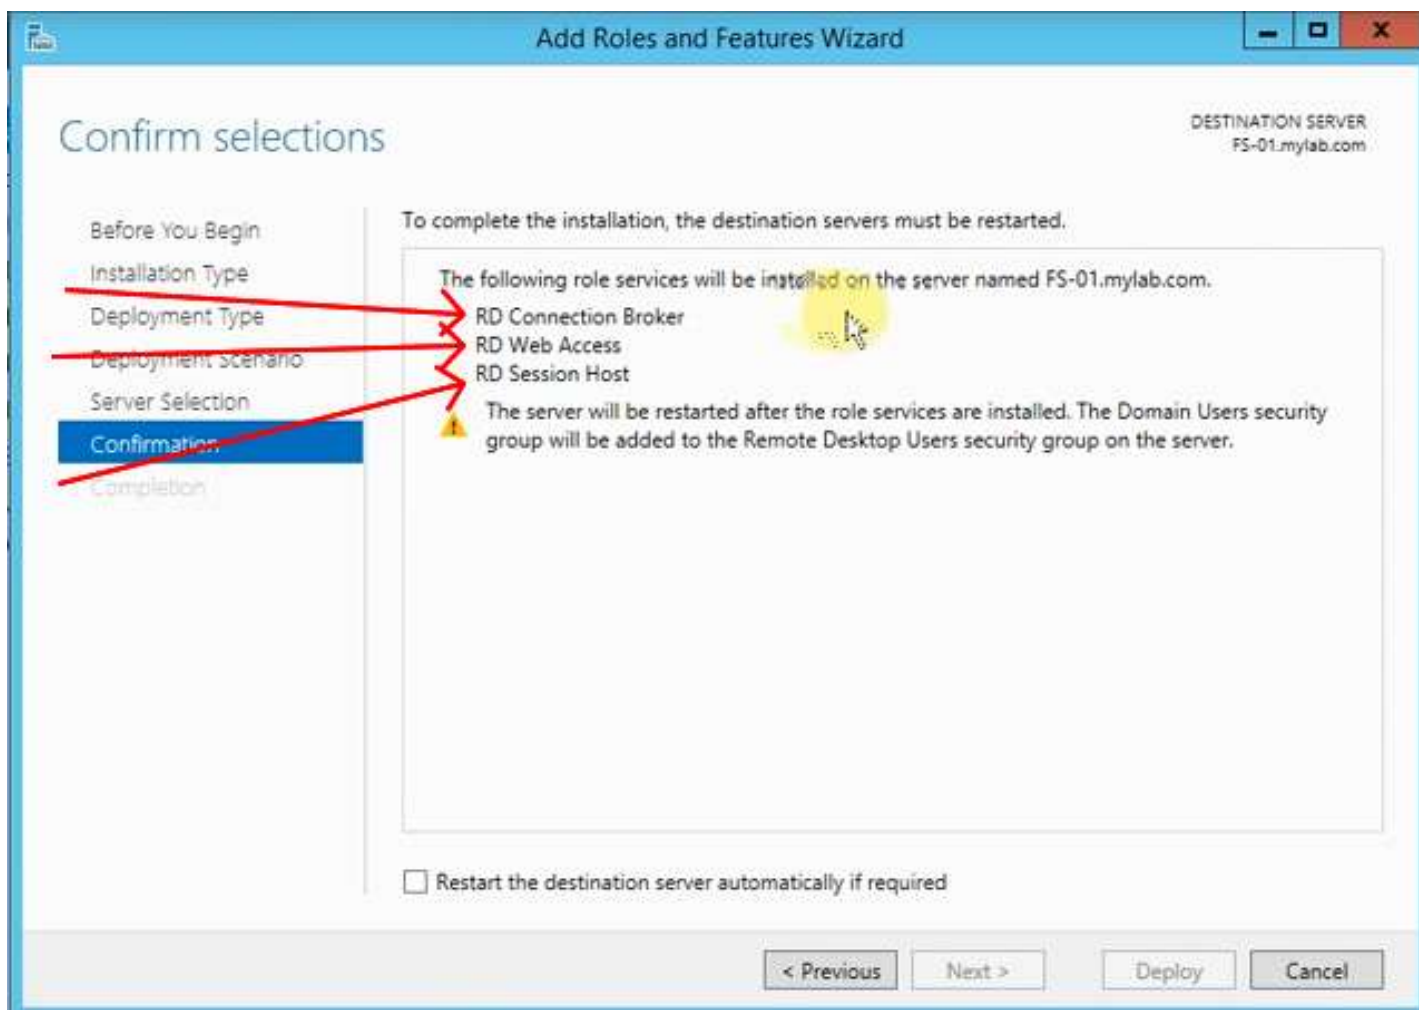 Add Roles and Features Wizard
Confirm selections
DESTINATION SERVER
FS-01.mylab.com
Before You Begin
Installation Type
Deployment Type
Deployment Scenario
Server Selection
Confirmation
Completion
To complete the installation, the destination servers must be restarted.
The following role services will be installed on the server named FS-01.mylab.com.
RD Connection Broker
RD Web Access
RD Session Host
The server will be restarted after the role services are installed. The Domain Users security
group will be added to the Remote Desktop Users security group on the server.
Restart the destination server automatically if required
< Previous
Next >
Deploy
Cancel